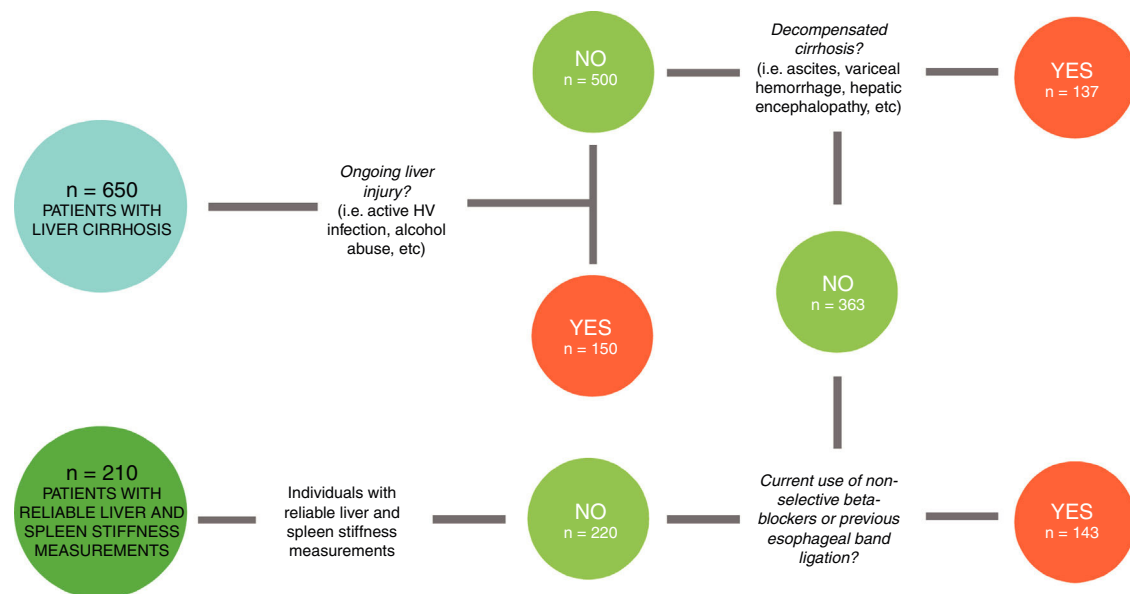 n = 650
PATIENTS WITH
LIVER CIRRHOSIS
Ongoing liver
injury?
(i.e. active HV
infection, alcohol
abuse, etc)
NO
n = 500
YES
n = 150
Decompensated
cirrhosis?
(i.e. ascites, variceal
hemorrhage, hepatic
encephalopathy, etc)
YES
n = 137
NO
n = 363
Current use of non-
selective beta-
blockers or previous
esophageal band
ligation?
YES
n = 143
NO
n = 220
Individuals with
reliable liver and
spleen stiffness
measurements
n = 210
PATIENTS WITH
RELIABLE LIVER AND
SPLEEN STIFFNESS
MEASUREMENTS